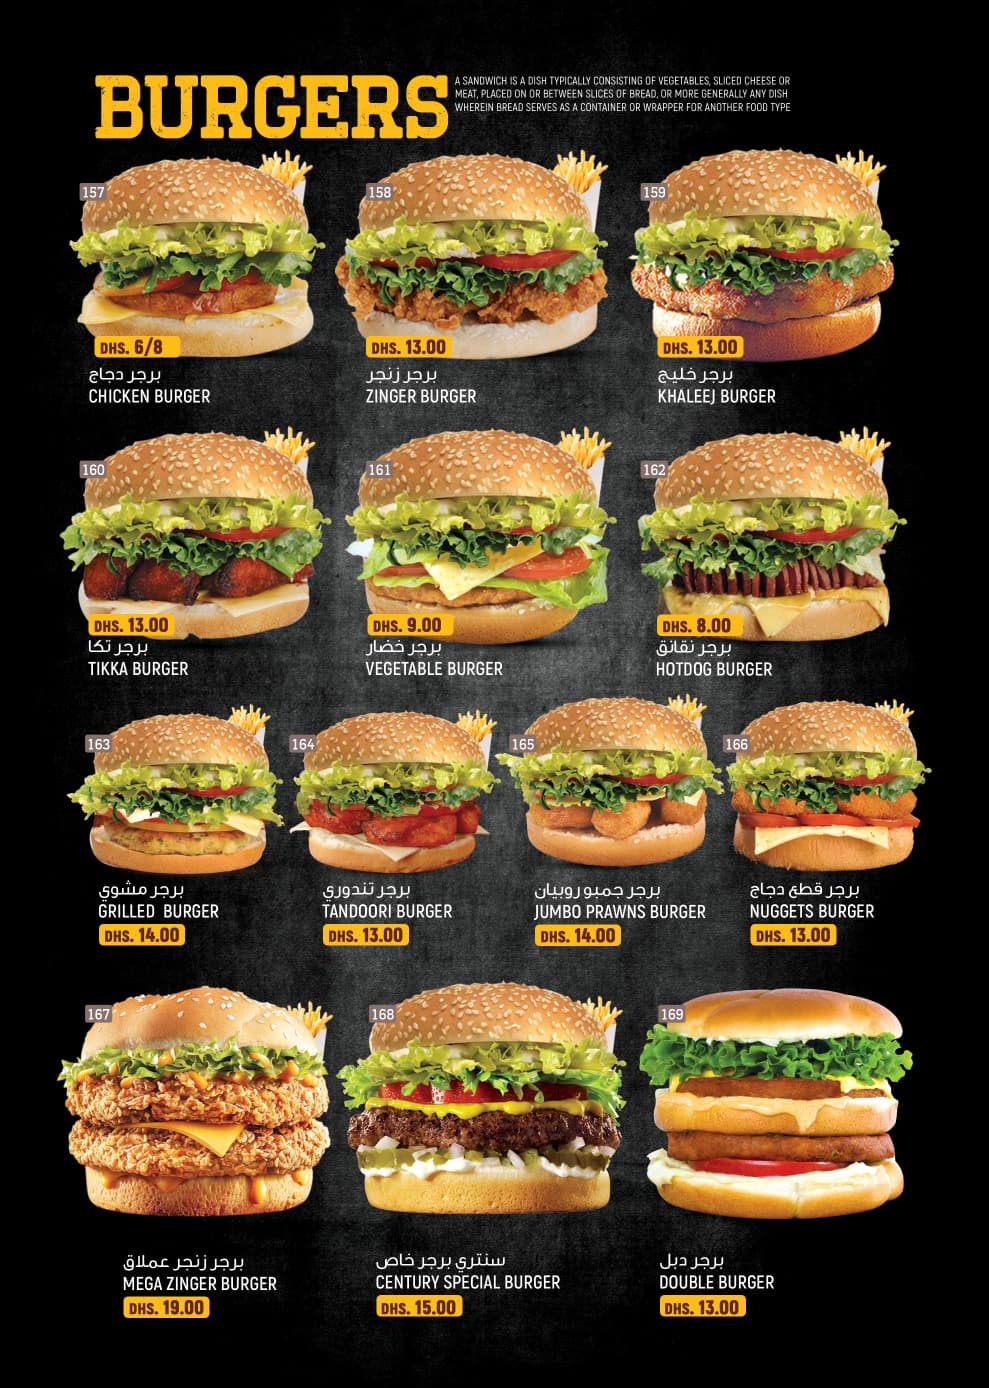 BURGERS
A SANDWICH IS A DISH TYPICALLY CONSISTING OF VEGETABLES, SLICED CHEESE OR
MEAT, PLACED ON OR BETWEEN SLICES OF BREAD, OR MORE GENERALLY ANY DISH
WHEREIN BREAD SERVES AS A CONTAINER OR WRAPPER FOR ANOTHER FOOD TYPE
157
DHS. 6/8
برجر دجاج
CHICKEN BURGER
158
DHS. 13.00
برجر زنجر
ZINGER BURGER
159
DHS. 13.00
برجر خليج
KHALEEJ BURGER
160
DHS. 13.00
برجر تكا
TIKKA BURGER
161
DHS. 9.00
برجر خضار
VEGETABLE BURGER
162
DHS. 8.00
برجر نقانق
HOTDOG BURGER
163
برجر مشوي
GRILLED BURGER
DHS. 14.00
164
برجر تندوري
TANDOORI BURGER
DHS. 13.00
165
برجر جمبو روبيان
JUMBO PRAWNS BURGER
DHS. 14.00
166
برجر قطع دجاج
NUGGETS BURGER
DHS. 13.00
167
برجر زنجر عملاق
MEGA ZINGER BURGER
DHS. 19.00
168
سنتري برجر خاص
CENTURY SPECIAL BURGER
DHS. 15.00
169
برجر دبل
DOUBLE BURGER
DHS. 13.00